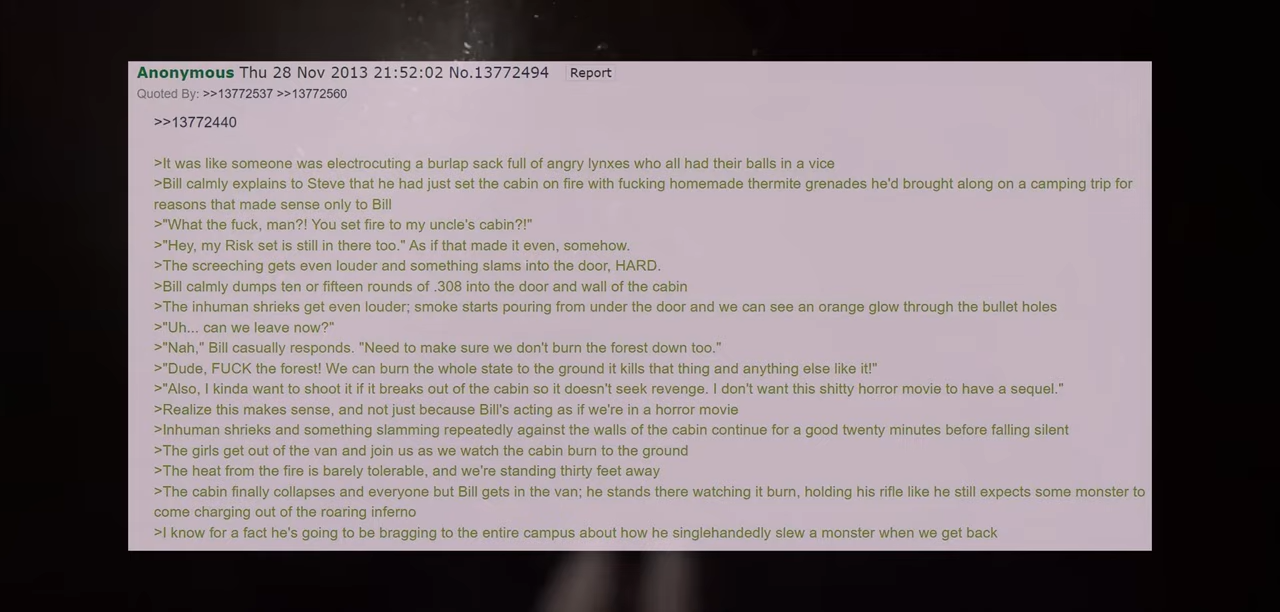 Anonymous Thu 28 Nov 2013 21:52:02 No.13772494 Report
Quoted By: >>13772537 >>13772560
>>13772440
>It was like someone was electrocuting a burlap sack full of angry lynxes who all had their balls in a vice
>Bill calmly explains to Steve that he had just set the cabin on fire with fucking homemade thermite grenades he'd brought along on a camping trip for
reasons that made sense only to Bill
>"What the fuck, man?! You set fire to my uncle's cabin?!"
>"Hey, my Risk set is still in there too." As if that made it even, somehow.
>The screeching gets even louder and something slams into the door, HARD.
>Bill calmly dumps ten or fifteen rounds of .308 into the door and wall of the cabin
>The inhuman shrieks get even louder; smoke starts pouring from under the door and we can see an orange glow through the bullet holes
>"Uh... can we leave now?"
>"Nah," Bill casually responds. "Need to make sure we don't burn the forest down too."
>"Dude, FUCK the forest! We can burn the whole state to the ground it kills that thing and anything else like it!"
>"Also, I kinda want to shoot it if it breaks out of the cabin so it doesn't seek revenge. I don't want this shitty horror movie to have a sequel."
>Realize this makes sense, and not just because Bill's acting as if we're in a horror movie
>Inhuman shrieks and something slamming repeatedly against the walls of the cabin continue for a good twenty minutes before falling silent
>The girls get out of the van and join us as we watch the cabin burn to the ground
>The heat from the fire is barely tolerable, and we're standing thirty feet away
>The cabin finally collapses and everyone but Bill gets in the van; he stands there watching it burn, holding his rifle like he still expects some monster to
come charging out of the roaring inferno
>I know for a fact he's going to be bragging to the entire campus about how he singlehandedly slew a monster when we get back